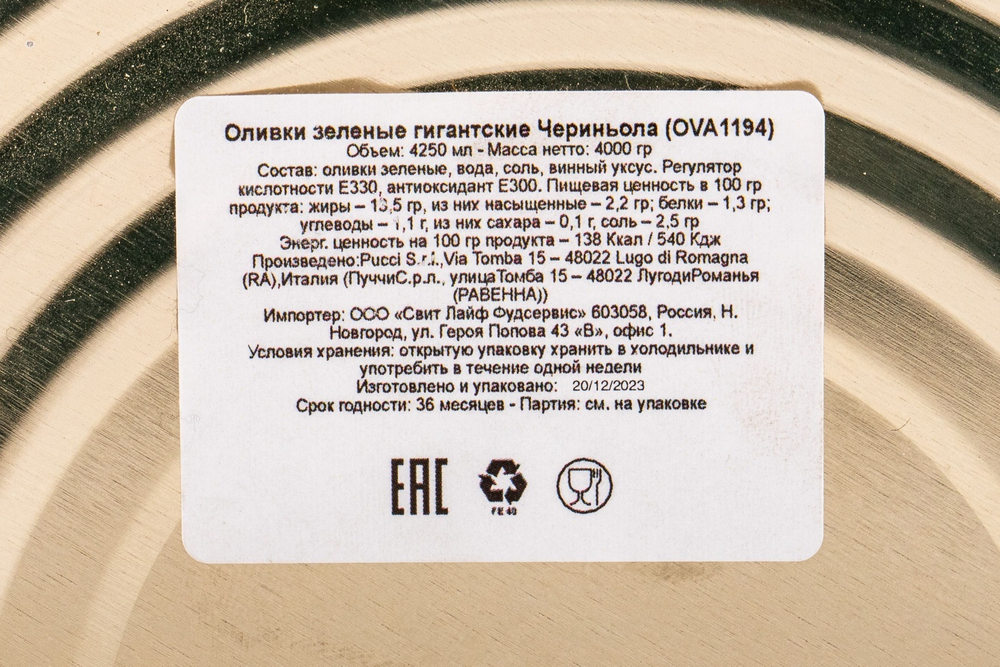 Оливки зеленые гигантские Чериньола (OVA1194)
Объем: 4250 мл - Масса нетто: 4000 гр
Состав: оливки зеленые, вода, соль, винный уксус. Регулятор
кислотности Е330, антиоксидант Е300. Пищевая ценность в 100 гр
продукта: жиры – 13,5 гр, из них насыщенные – 2,2 гр; белки – 1,3 гр;
углеводы – 1,1 г, из них сахара – 0,1 г, соль – 2,5 гр
Энерг. ценность на 100 гр продукта – 138 Ккал / 540 Кдж
Произведено:Pucci S.r.l.,Via Tomba 15 – 48022 Lugo di Romagna
(RA),Италия (ПуччиС.р.л., улицаТомба 15 – 48022 ЛугодиРоманья
(РАВЕННА))
Импортер: ООО «Свит Лайф Фудсервис» 603058, Россия, Н.
Новгород, ул. Героя Попова 43 «В», офис 1.
Условия хранения: открытую упаковку хранить в холодильнике и
употребить в течение одной недели
Изготовлено и упаковано: 20/12/2023
Срок годности: 36 месяцев - Партия: см. на упаковке
EAC
FE 40